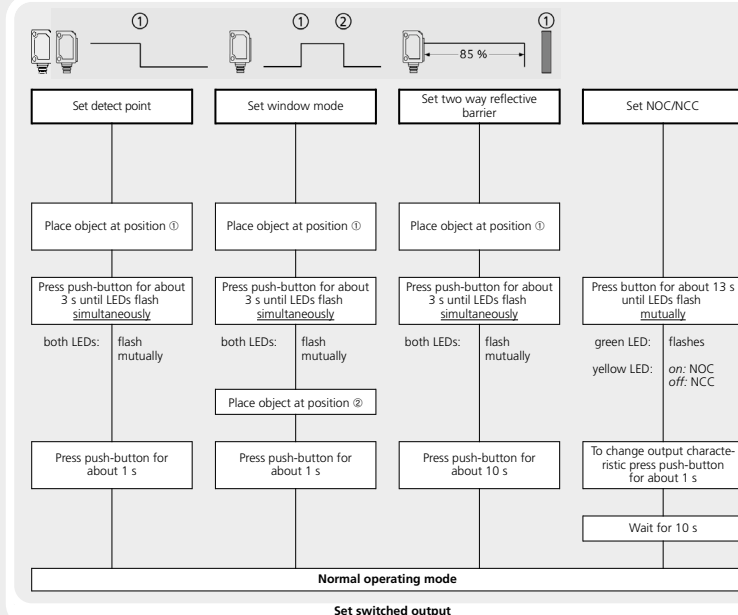 ① ① ② 85 % ①
Set detect point
Set window mode
Set two way reflective
barrier
Set NOC/NCC
Place object at position ①
Place object at position ①
Place object at position ①
Press push-button for about
3 s until LEDs flash
simultaneously
Press push-button for about
3 s until LEDs flash
simultaneously
Press push-button for about
3 s until LEDs flash
simultaneously
Press button for about 13 s
until LEDs flash
mutually
both LEDs: flash
mutually
both LEDs: flash
mutually
both LEDs: flash
mutually
green LED: flashes
yellow LED: on: NOC
off: NCC
Place object at position ②
Press push-button for
about 1 s
Press push-button for
about 1 s
Press push-button for
about 10 s
To change output characte-
ristic press push-button
for about 1 s
Wait for 10 s
Normal operating mode
Set switched output